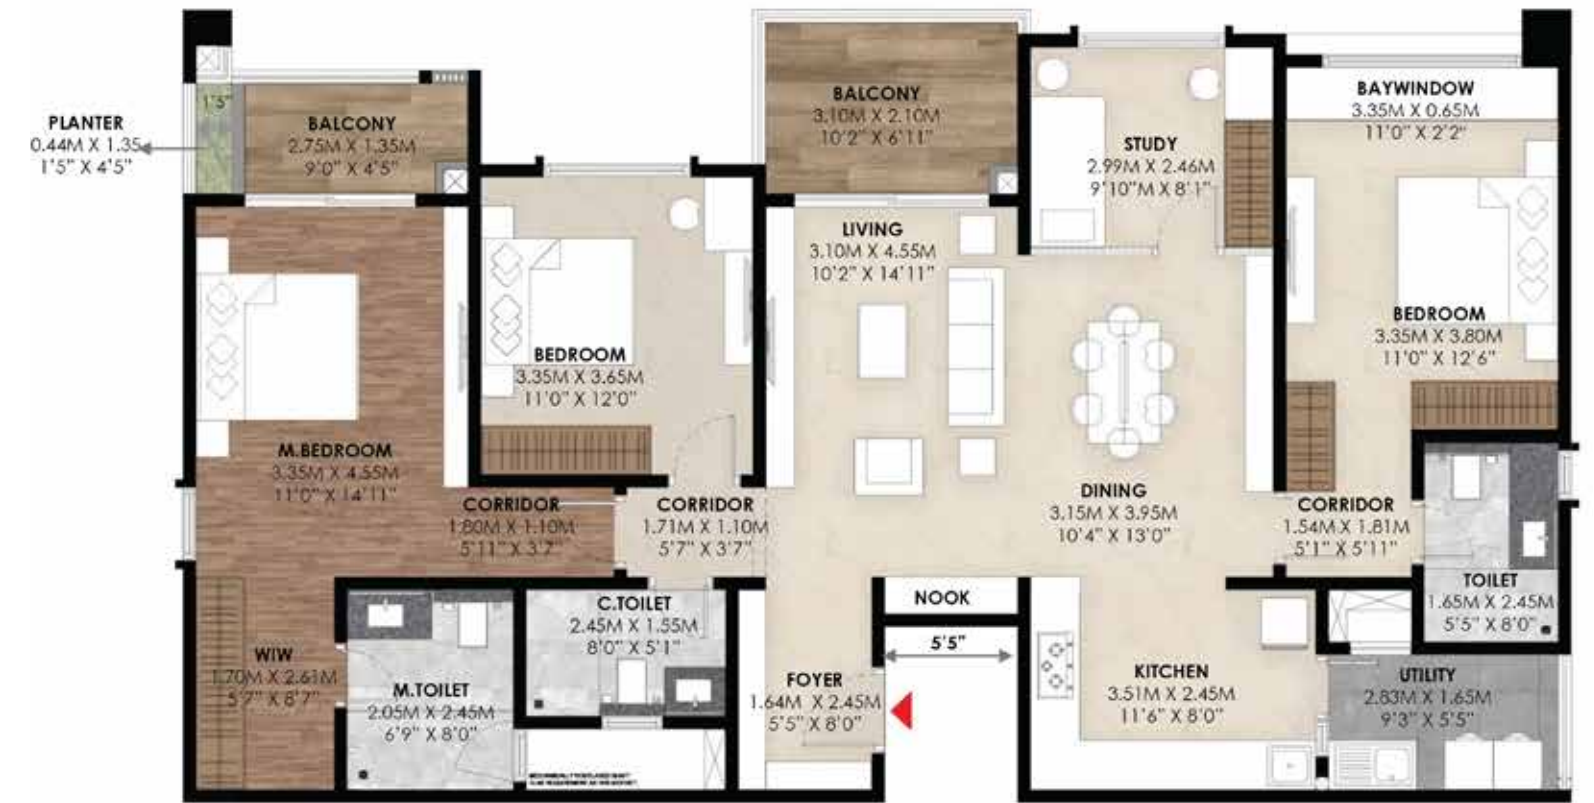 PLANTER
0.44M X 1.35
1'5" X 4'5"
1'5"
BALCONY
2.75M X 1.35M
9'0" X 4'5"
BALCONY
3.10M X 2.10M
10'2" X 6'11"
STUDY
2.99M X 2.46M
9'10"M X 8'1"
BAYWINDOW
3.35M X 0.65M
11'0" X 2'2"
LIVING
3.10M X 4.55M
10'2" X 14'11"
BEDROOM
3.35M X 3.65M
11'0" X 12'0"
BEDROOM
3.35M X 3.80M
11'0" X 12'6"
M.BEDROOM
3.35M X 4.55M
11'0" X 14'11"
CORRIDOR
1.80M X 1.10M
5'11" X 3'7"
CORRIDOR
1.71M X 1.10M
5'7" X 3'7"
DINING
3.15M X 3.95M
10'4" X 13'0"
CORRIDOR
1.54M X 1.81M
5'1" X 5'11"
TOILET
1.65M X 2.45M
5'5" X 8'0"
C.TOILET
2.45M X 1.55M
8'0" X 5'1"
NOOK
5'5"
WIW
1.70M X 2.61M
5'7" X 8'7"
M.TOILET
2.05M X 2.45M
6'9" X 8'0"
FOYER
1.64M X 2.45M
5'5" X 8'0"
KITCHEN
3.51M X 2.45M
11'6" X 8'0"
UTILITY
2.83M X 1.65M
9'3" X 5'5"